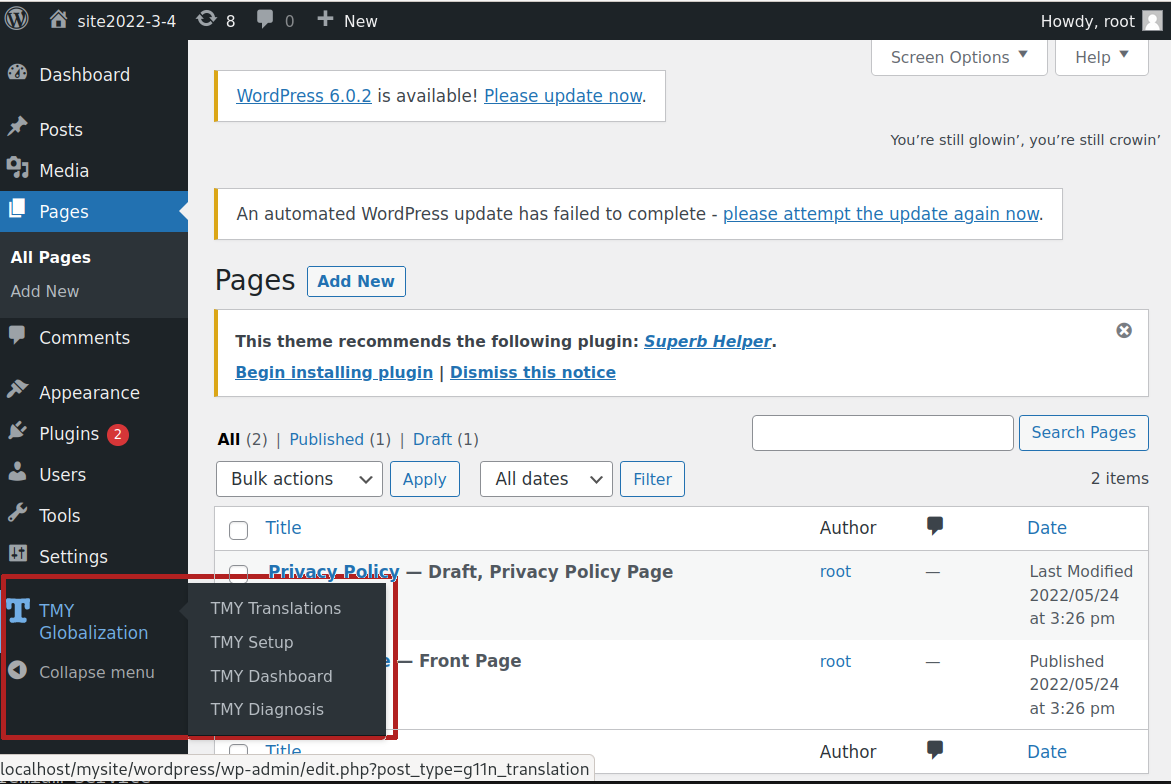 site2022-3-4 8 0 New Howdy, root
Dashboard
Posts
Media
Pages
All Pages
Add New
Comments
Appearance
Plugins 2
Users
Tools
Settings
TMY
Globalization
Collapse menu
TMY Translations
TMY Setup
TMY Dashboard
TMY Diagnosis
Screen Options Help
WordPress 6.0.2 is available! Please update now.
You’re still glowin’, you’re still crowin’
An automated WordPress update has failed to complete - please attempt the update again now.
Pages Add New
This theme recommends the following plugin: Superb Helper.
Begin installing plugin | Dismiss this notice
All (2) | Published (1) | Draft (1)
Search Pages
Bulk actions Apply All dates Filter 2 items
Title Author Date
Privacy Policy — Draft, Privacy Policy Page root — Last Modified
2022/05/24
at 3:26 pm
— Front Page root — Published
2022/05/24
at 3:26 pm
Title Author Date
localhost/mysite/wordpress/wp-admin/edit.php?post_type=g11n_translation